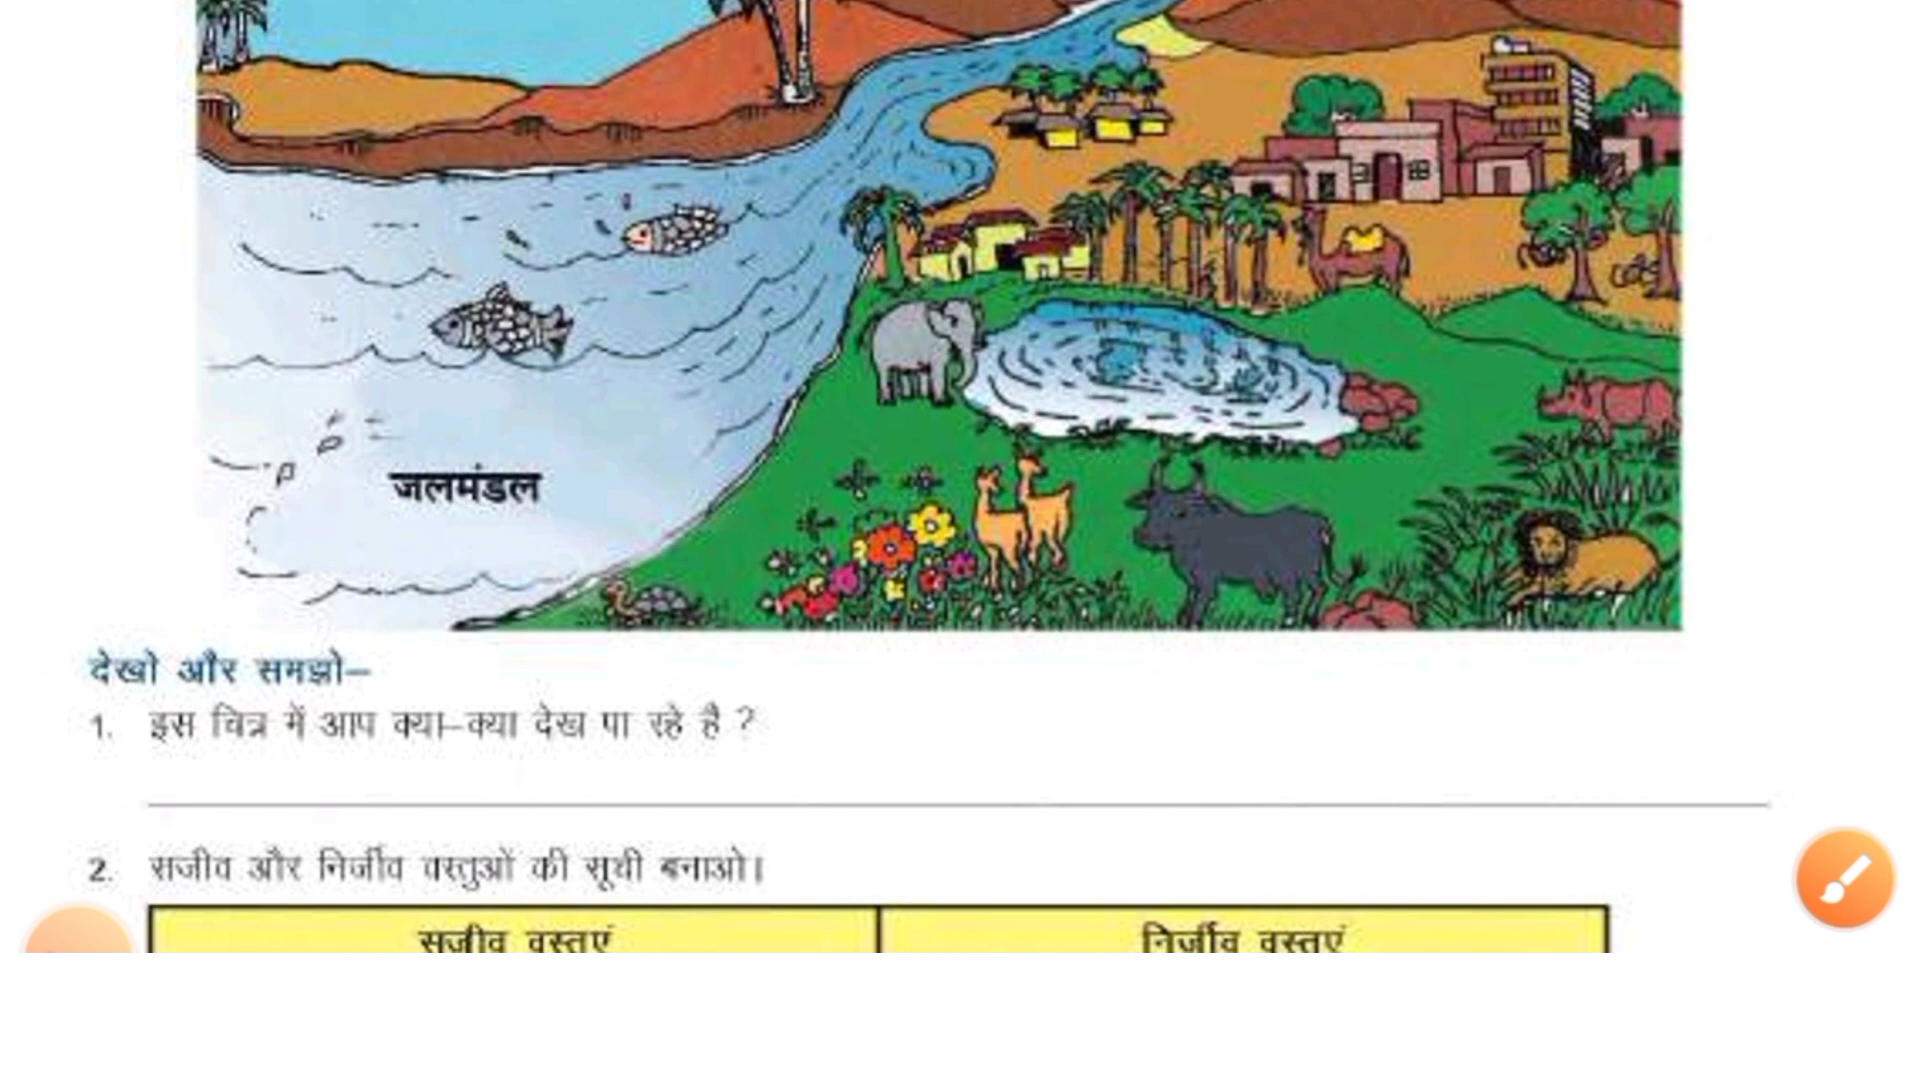 जलमंडल
देखो और समझो–
1. इस चित्र में आप क्या–क्या देख पा रहे है ?
2. सजीव और निर्जीव वस्तुओं की सूची बनाओ।
सजीव वस्तुएं
निर्जीव वस्तुएं